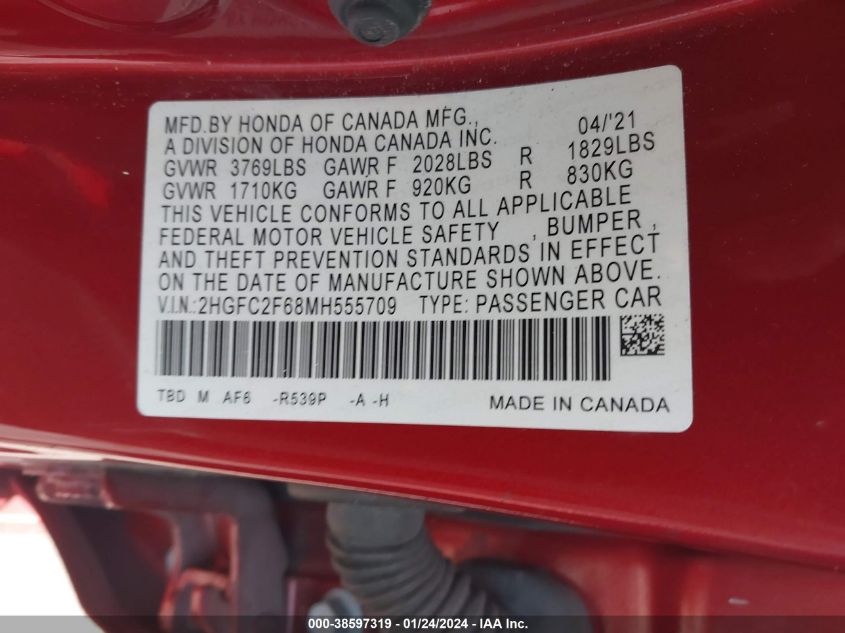 MFD.BY HONDA OF CANADA MFG., 04/'21
A DIVISION OF HONDA CANADA INC.
GVWR 3769LBS GAWR F 2028LBS R 1829LBS
GVWR 1710KG GAWR F 920KG R 830KG
THIS VEHICLE CONFORMS TO ALL APPLICABLE
FEDERAL MOTOR VEHICLE SAFETY , BUMPER ,
AND THEFT PREVENTION STANDARDS IN EFFECT
ON THE DATE OF MANUFACTURE SHOWN ABOVE.
V.I.N.:2HGFC2F68MH555709 TYPE: PASSENGER CAR
TBD M AF6 -R539P -A -H MADE IN CANADA
000-38597319 / 01/24/2024 / - COPYRIGHT 2024 - IAA, INC.